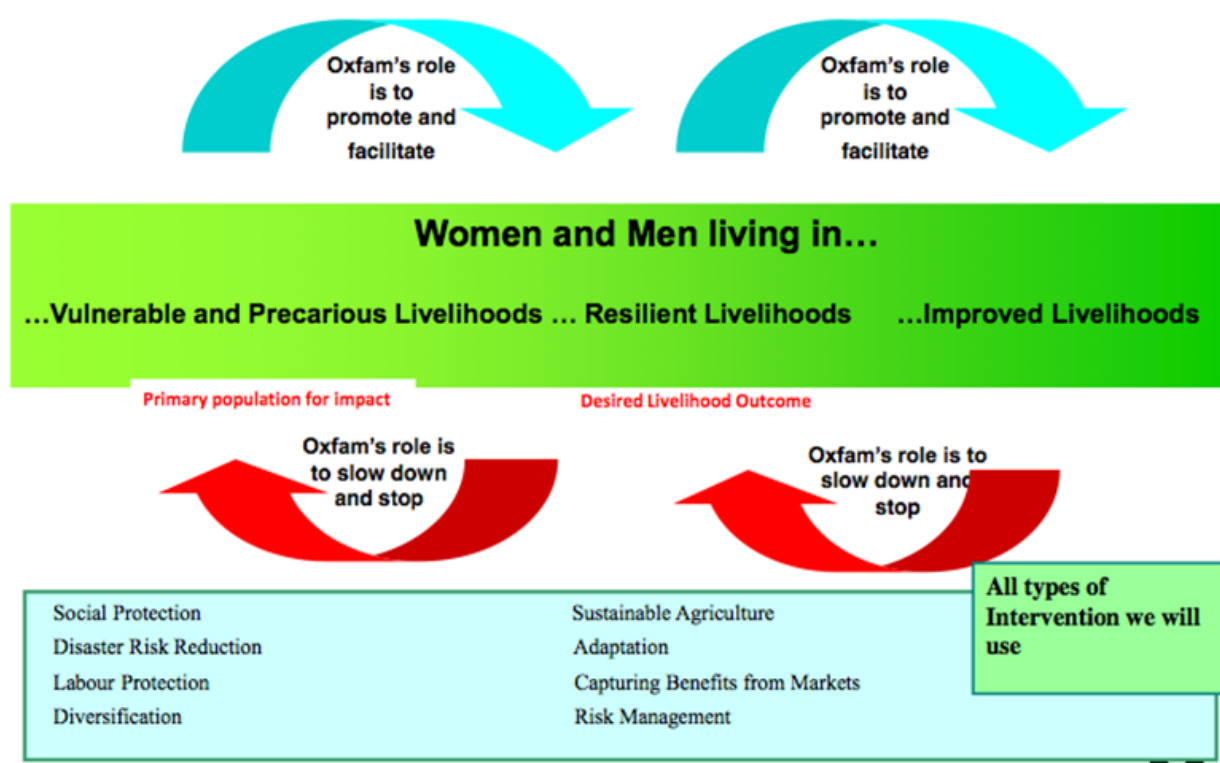 Oxfam's role
is to
promote and
facilitate
Oxfam's role
is to
promote and
facilitate
Women and Men living in…
…Vulnerable and Precarious Livelihoods … Resilient Livelihoods …Improved Livelihoods
Primary population for impact
Desired Livelihood Outcome
Oxfam's role is
to slow down
and stop
Oxfam's role is to
slow down and
stop
All types of
Intervention we will
use
Social Protection
Disaster Risk Reduction
Labour Protection
Diversification
Sustainable Agriculture
Adaptation
Capturing Benefits from Markets
Risk Management